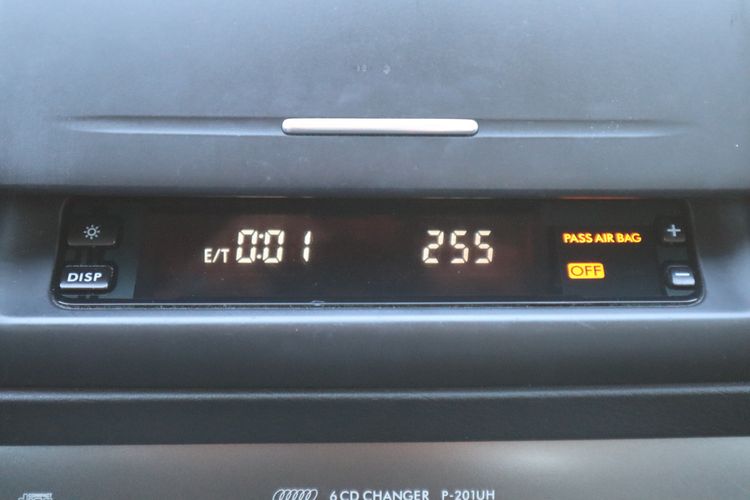 E/T 0:01 255 PASS AIR BAG
DISP OFF
6 CD CHANGER P-201UH